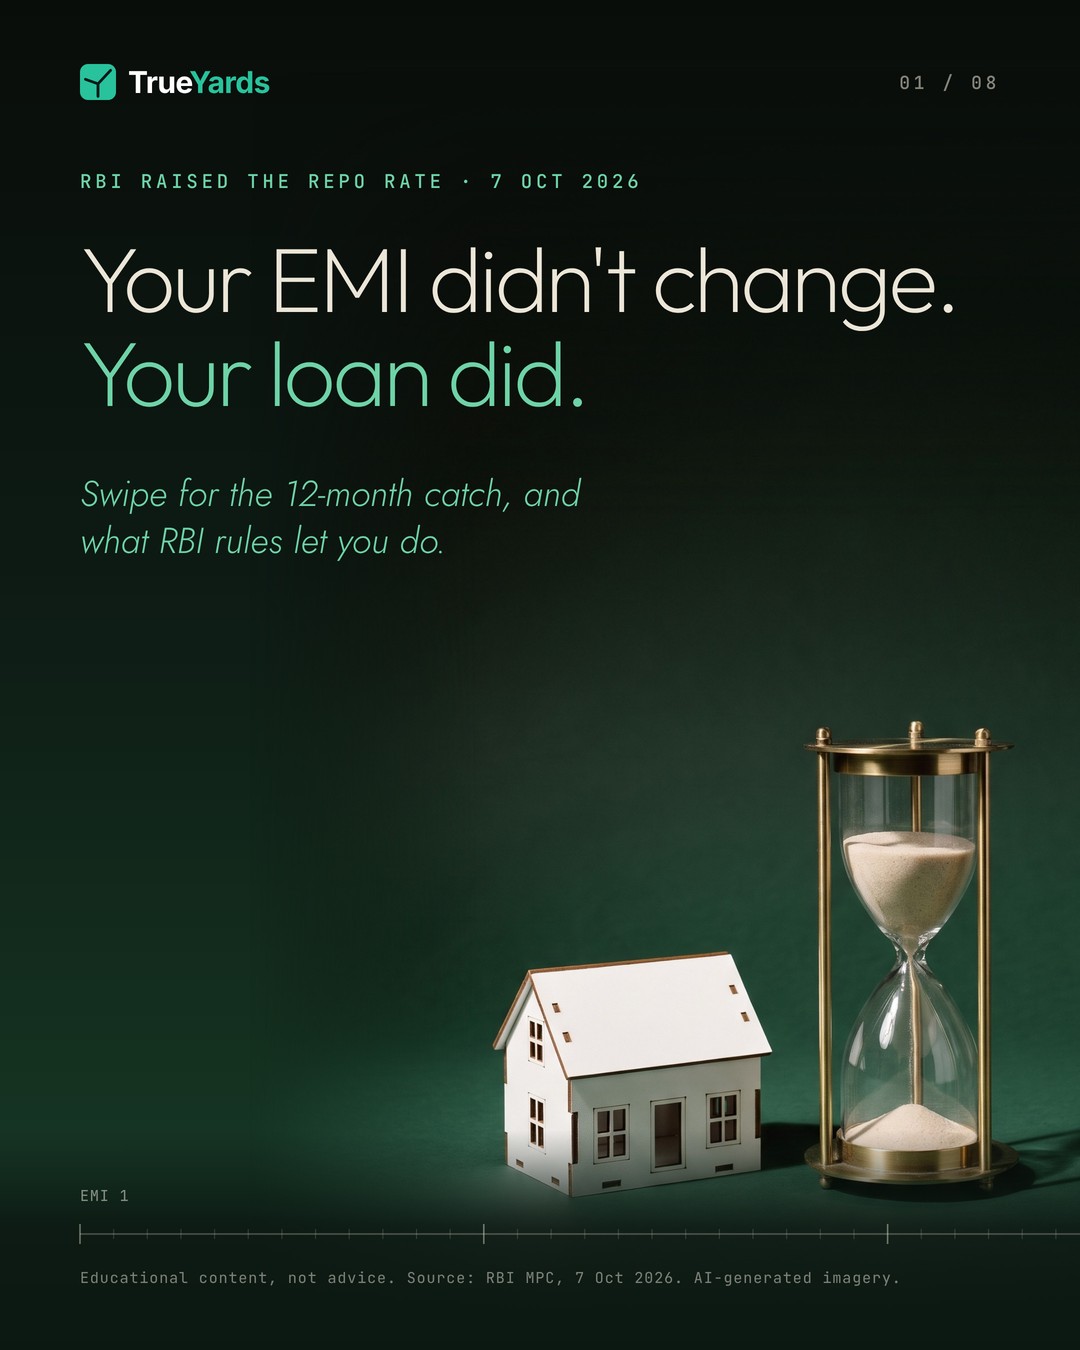 TrueYards
01 / 08
RBI RAISED THE REPO RATE · 7 OCT 2026
Your EMI didn't change.
Your loan did.
Swipe for the 12-month catch, and
what RBI rules let you do.
EMI 1
Educational content, not advice. Source: RBI MPC, 7 Oct 2026. AI-generated imagery.